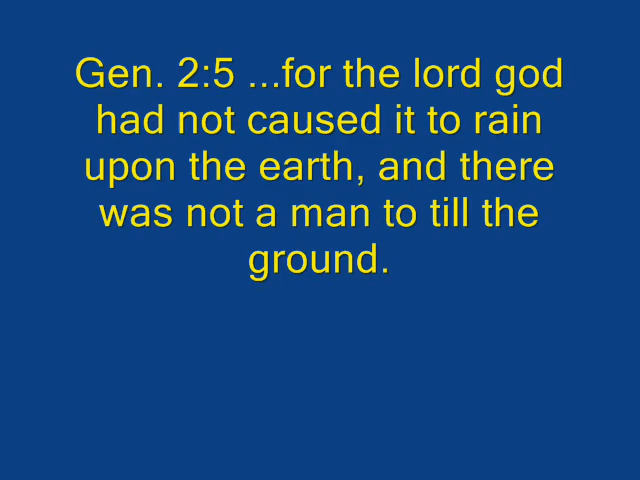 Gen. 2:5 ...for the lord god
had not caused it to rain
upon the earth, and there
was not a man to till the
ground.